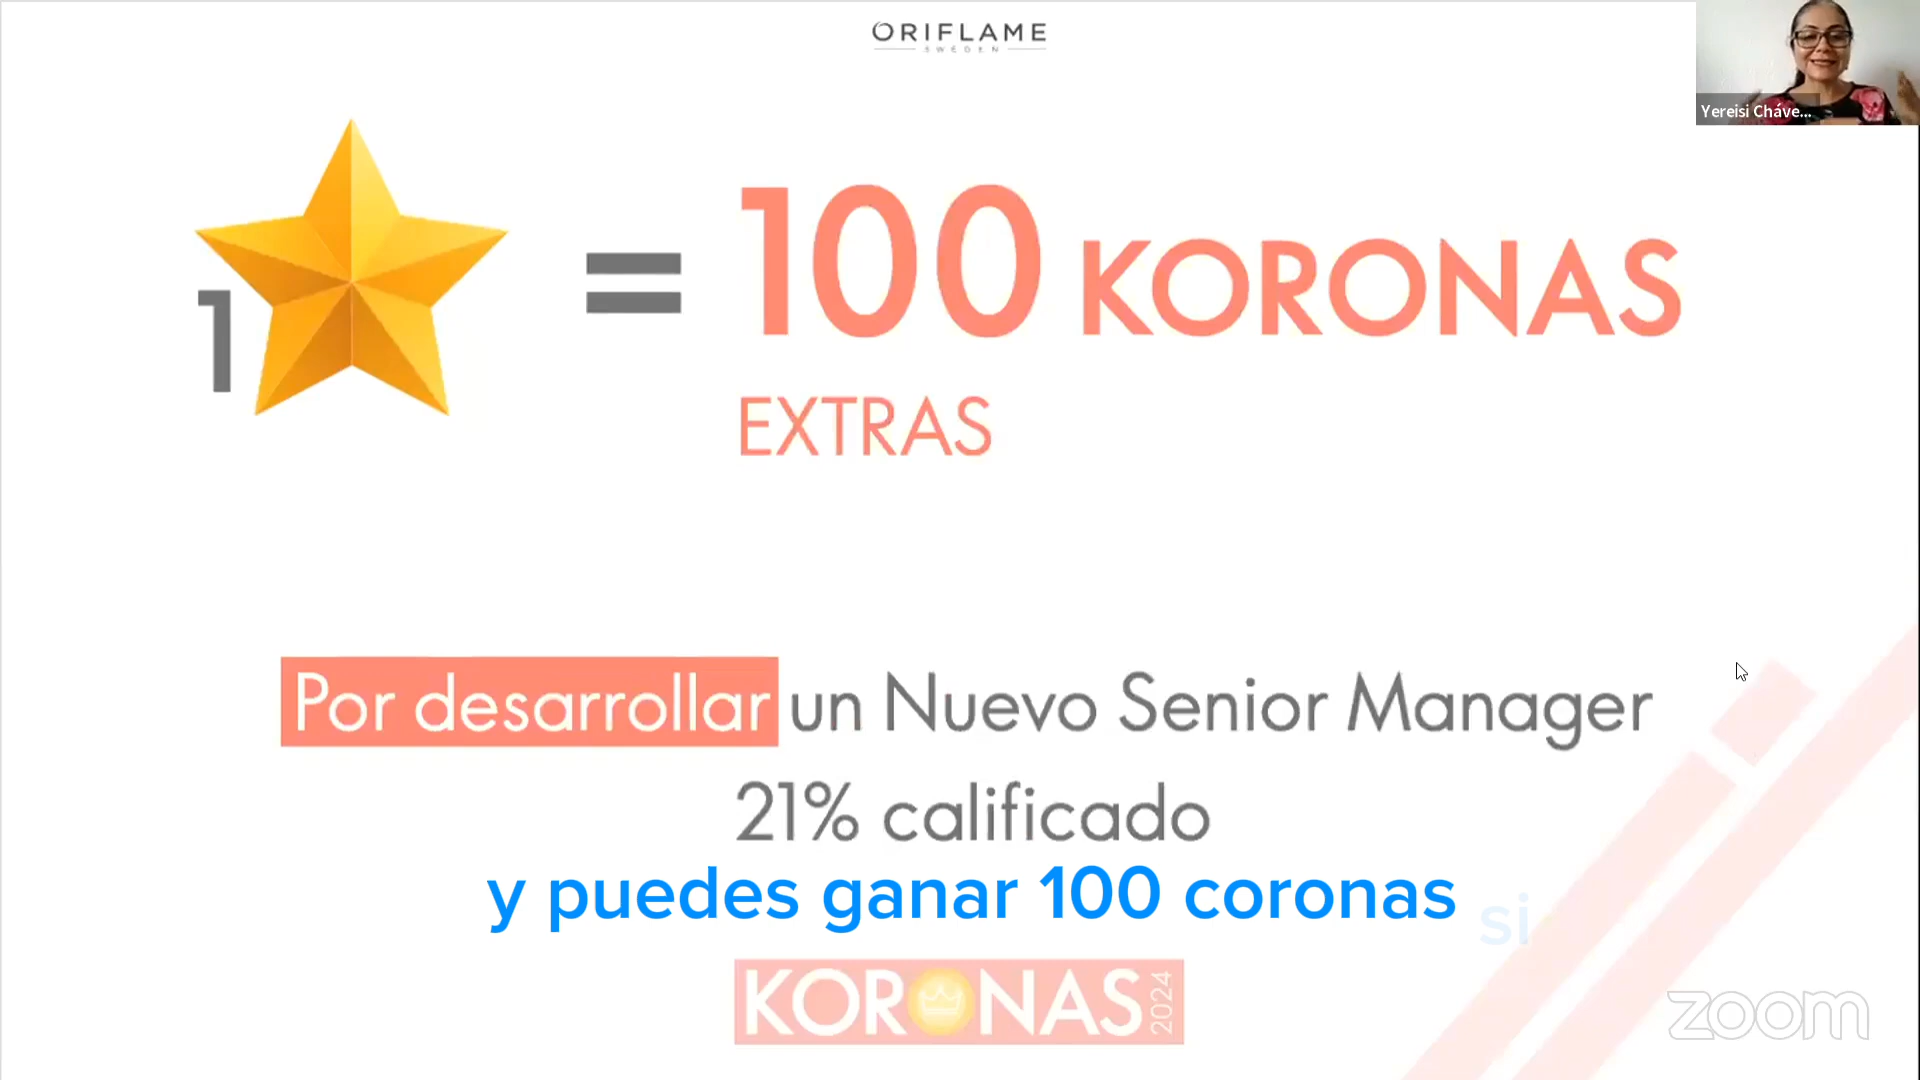 ORIFLAME
SWEDEN
Yereisi Cháve...
1 = 100 KORONAS
EXTRAS
Por desarrollar un Nuevo Senior Manager
21% calificado
y puedes ganar 100 coronas si
KORONAS 2024
zoom